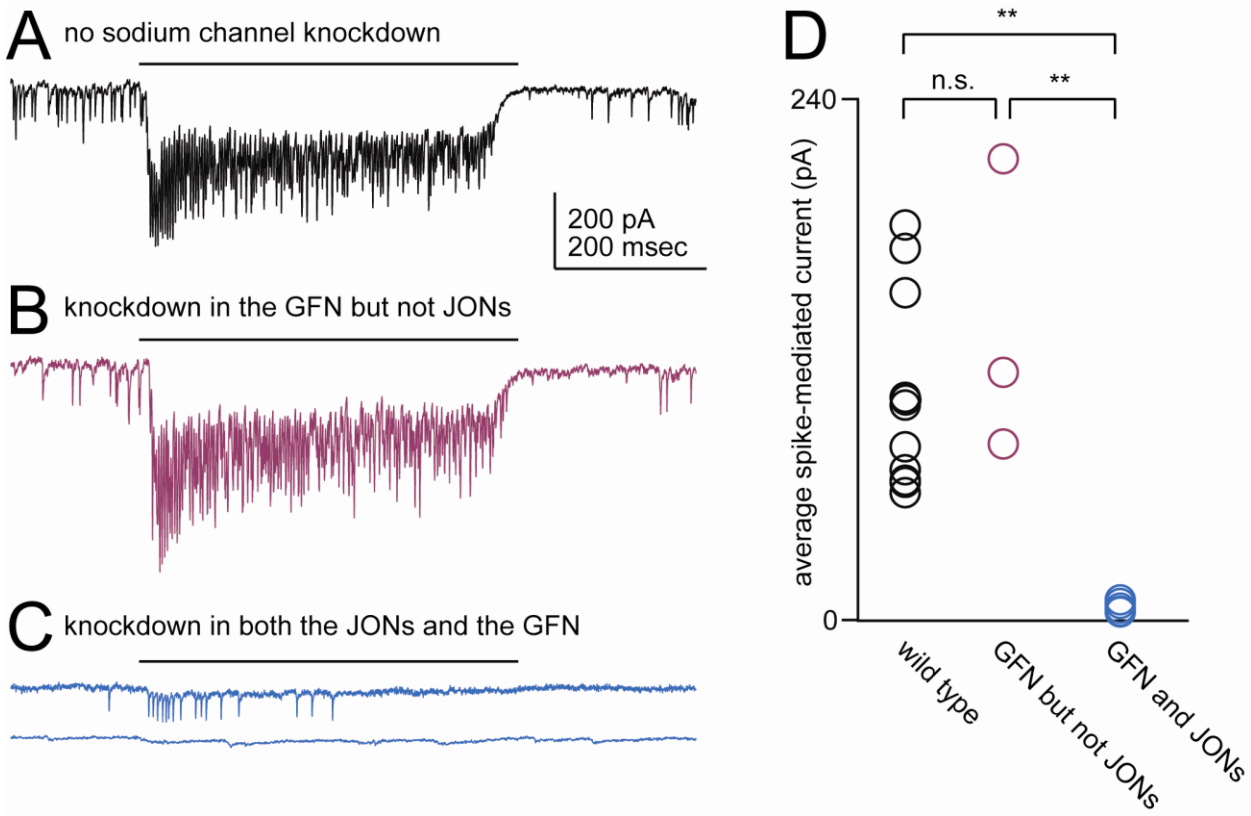 A no sodium channel knockdown
200 pA
200 msec
B knockdown in the GFN but not JONs
C knockdown in both the JONs and the GFN
D
**
n.s. **
240
average spike-mediated current (pA)
0
wild type
GFN but not JONs
GFN and JONs